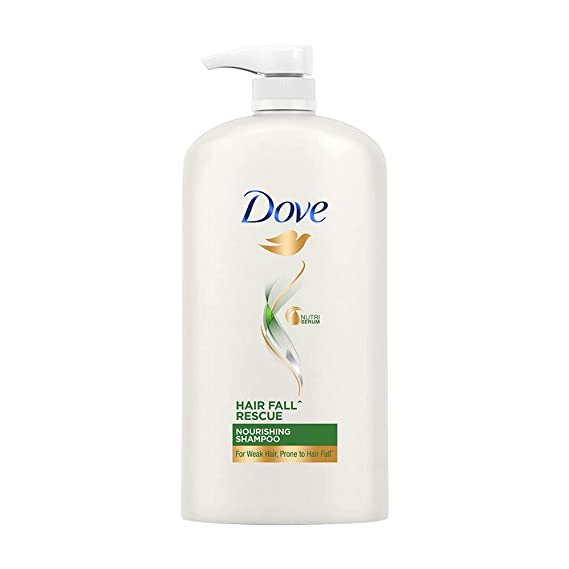 Dove
NUTRI
SERUM
HAIR FALL^
RESCUE
NOURISHING
SHAMPOO
For Weak Hair, Prone to Hair Fall^